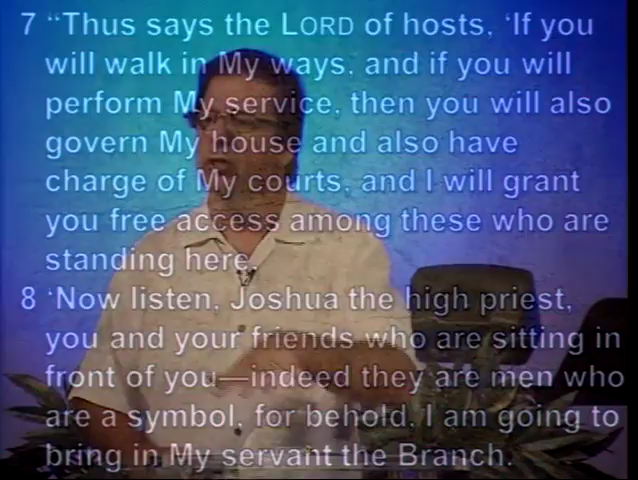 7 “Thus says the LORD of hosts, ‘If you
will walk in My ways, and if you will
perform My service, then you will also
govern My house and also have
charge of My courts, and I will grant
you free access among these who are
standing here.
8 ‘Now listen, Joshua the high priest,
you and your friends who are sitting in
front of you—indeed they are men who
are a symbol, for behold, I am going to
bring in My servant the Branch.